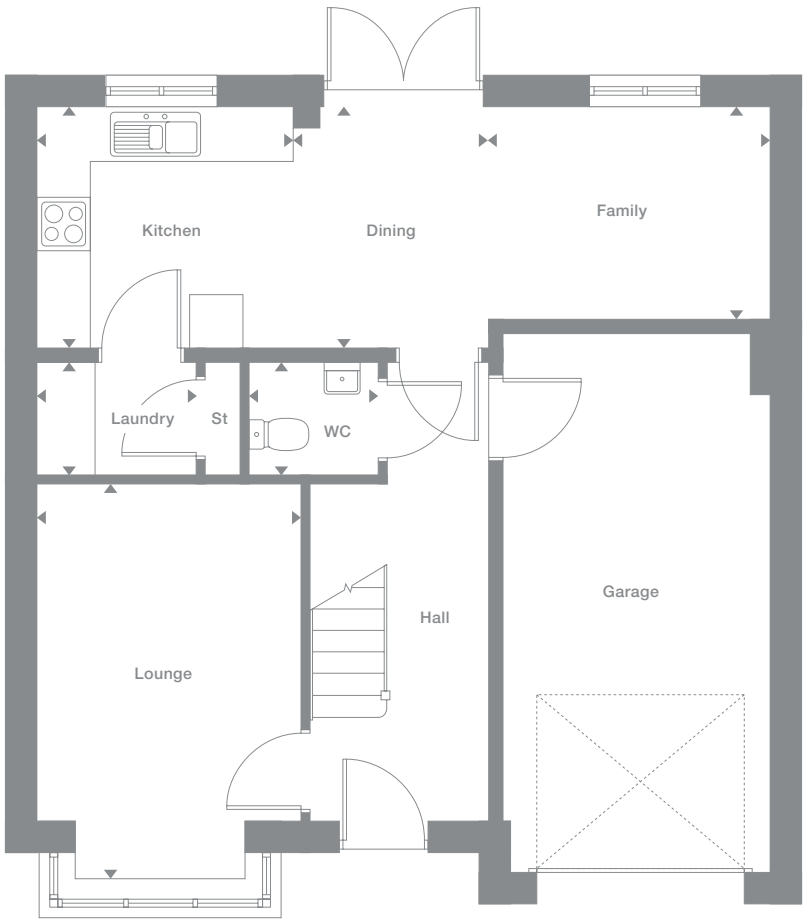 Family
Kitchen
Dining
Laundry
St
WC
Garage
Hall
Lounge